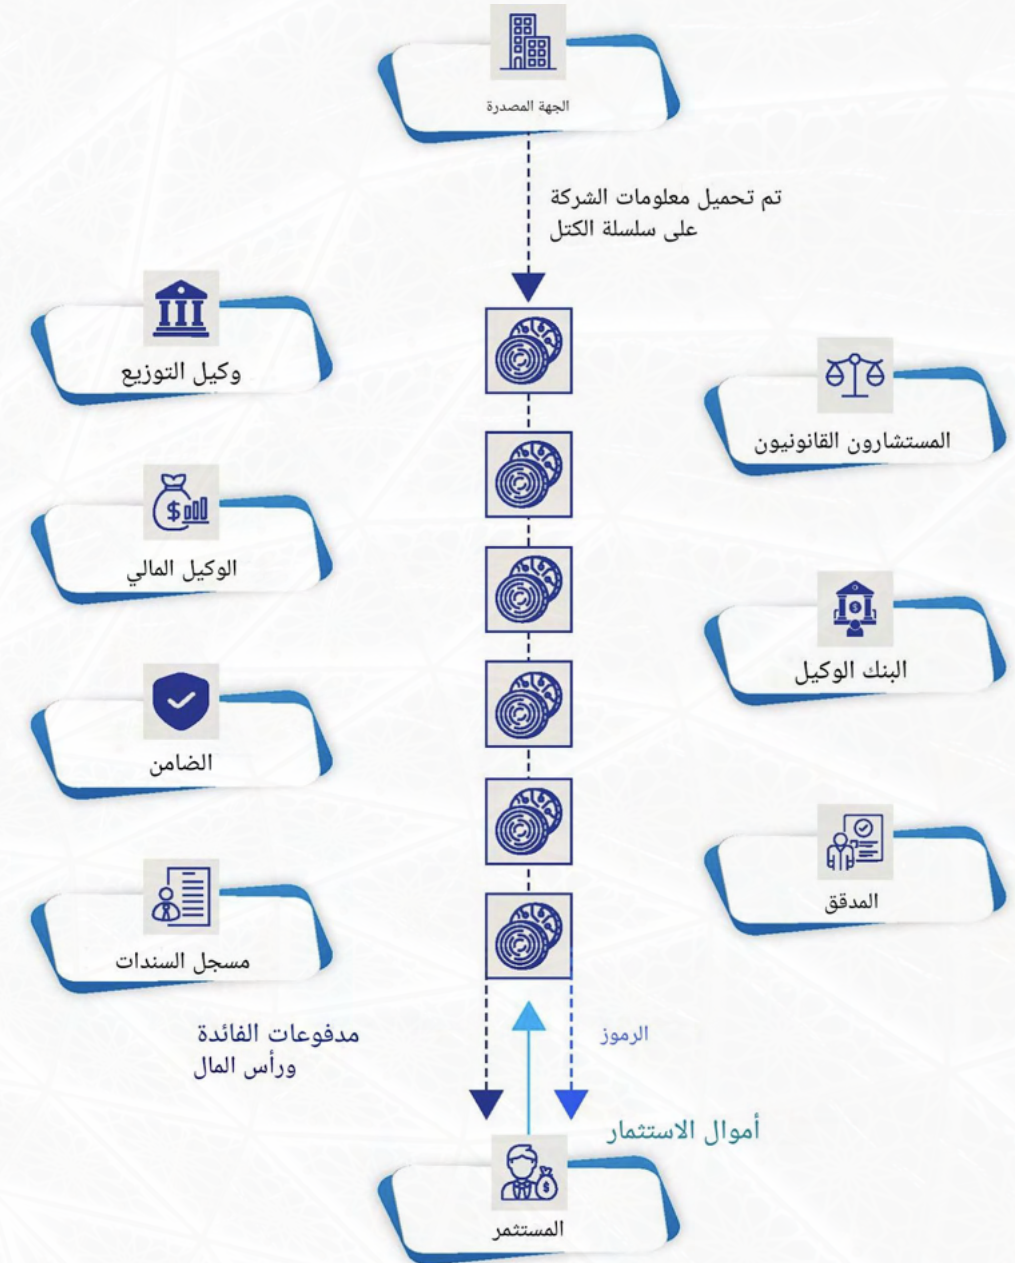 الجهة المصدرة
تم تحميل معلومات الشركة
على سلسلة الكتل
وكيل التوزيع
المستشارون القانونيون
الوكيل المالي
البنك الوكيل
الضامن
المدقق
مسجل السندات
مدفوعات الفائدة
ورأس المال
الرموز
أموال الاستثمار
المستثمر